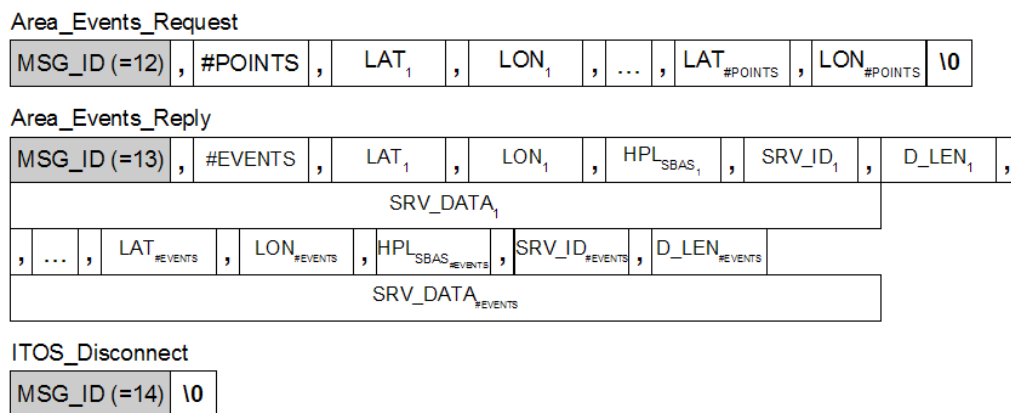 Area_Events_Request
MSG_ID (=12) , #POINTS , LAT1 , LON1 , ... , LAT#POINTS , LON#POINTS \0
Area_Events_Reply
MSG_ID (=13) , #EVENTS , LAT1 , LON1 , HPLSBAS1 , SRV_ID1 , D_LEN1 ,
SRV_DATA1
, ... , LAT#EVENTS , LON#EVENTS , HPLSBAS#EVENTS , SRV_ID#EVENTS , D_LEN#EVENTS
SRV_DATA#EVENTS
ITOS_Disconnect
MSG_ID (=14) \0